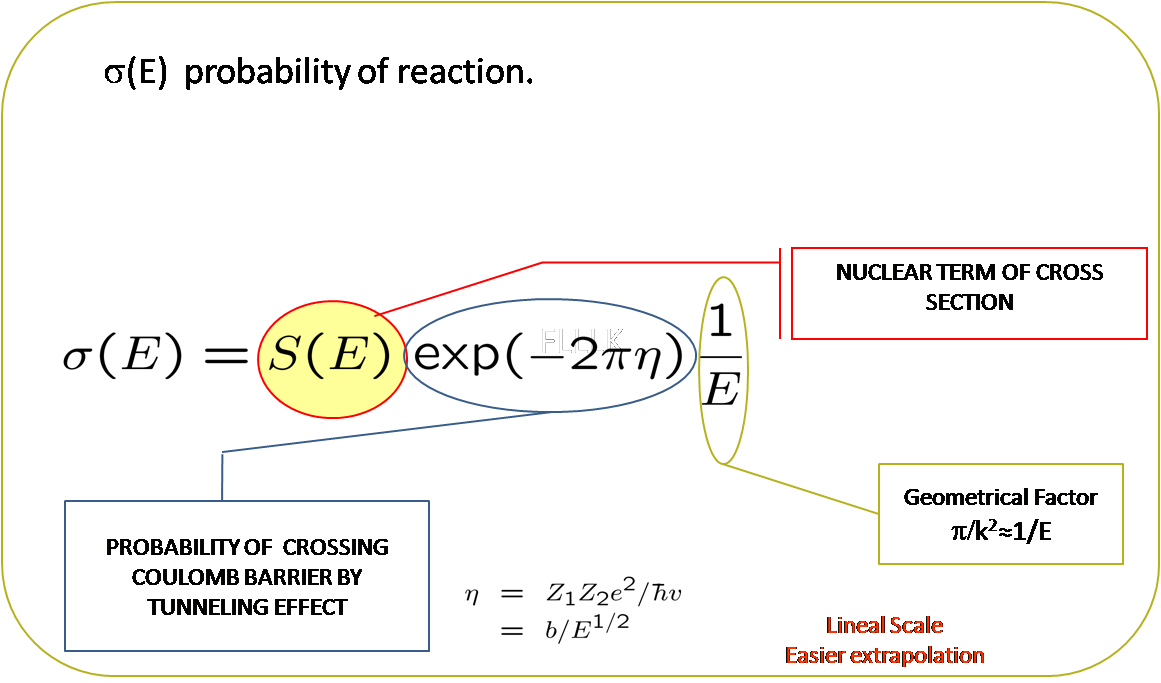 σ(E) probability of reaction.
NUCLEAR TERM OF CROSS
SECTION
σ(E) = S(E) exp(−2πη) 1/E
Geometrical Factor
π/k²≈1/E
PROBABILITY OF CROSSING
COULOMB BARRIER BY
TUNNELING EFFECT
η = Z₁Z₂e²/ħv
= b/E^{1/2}
Lineal Scale
Easier extrapolation